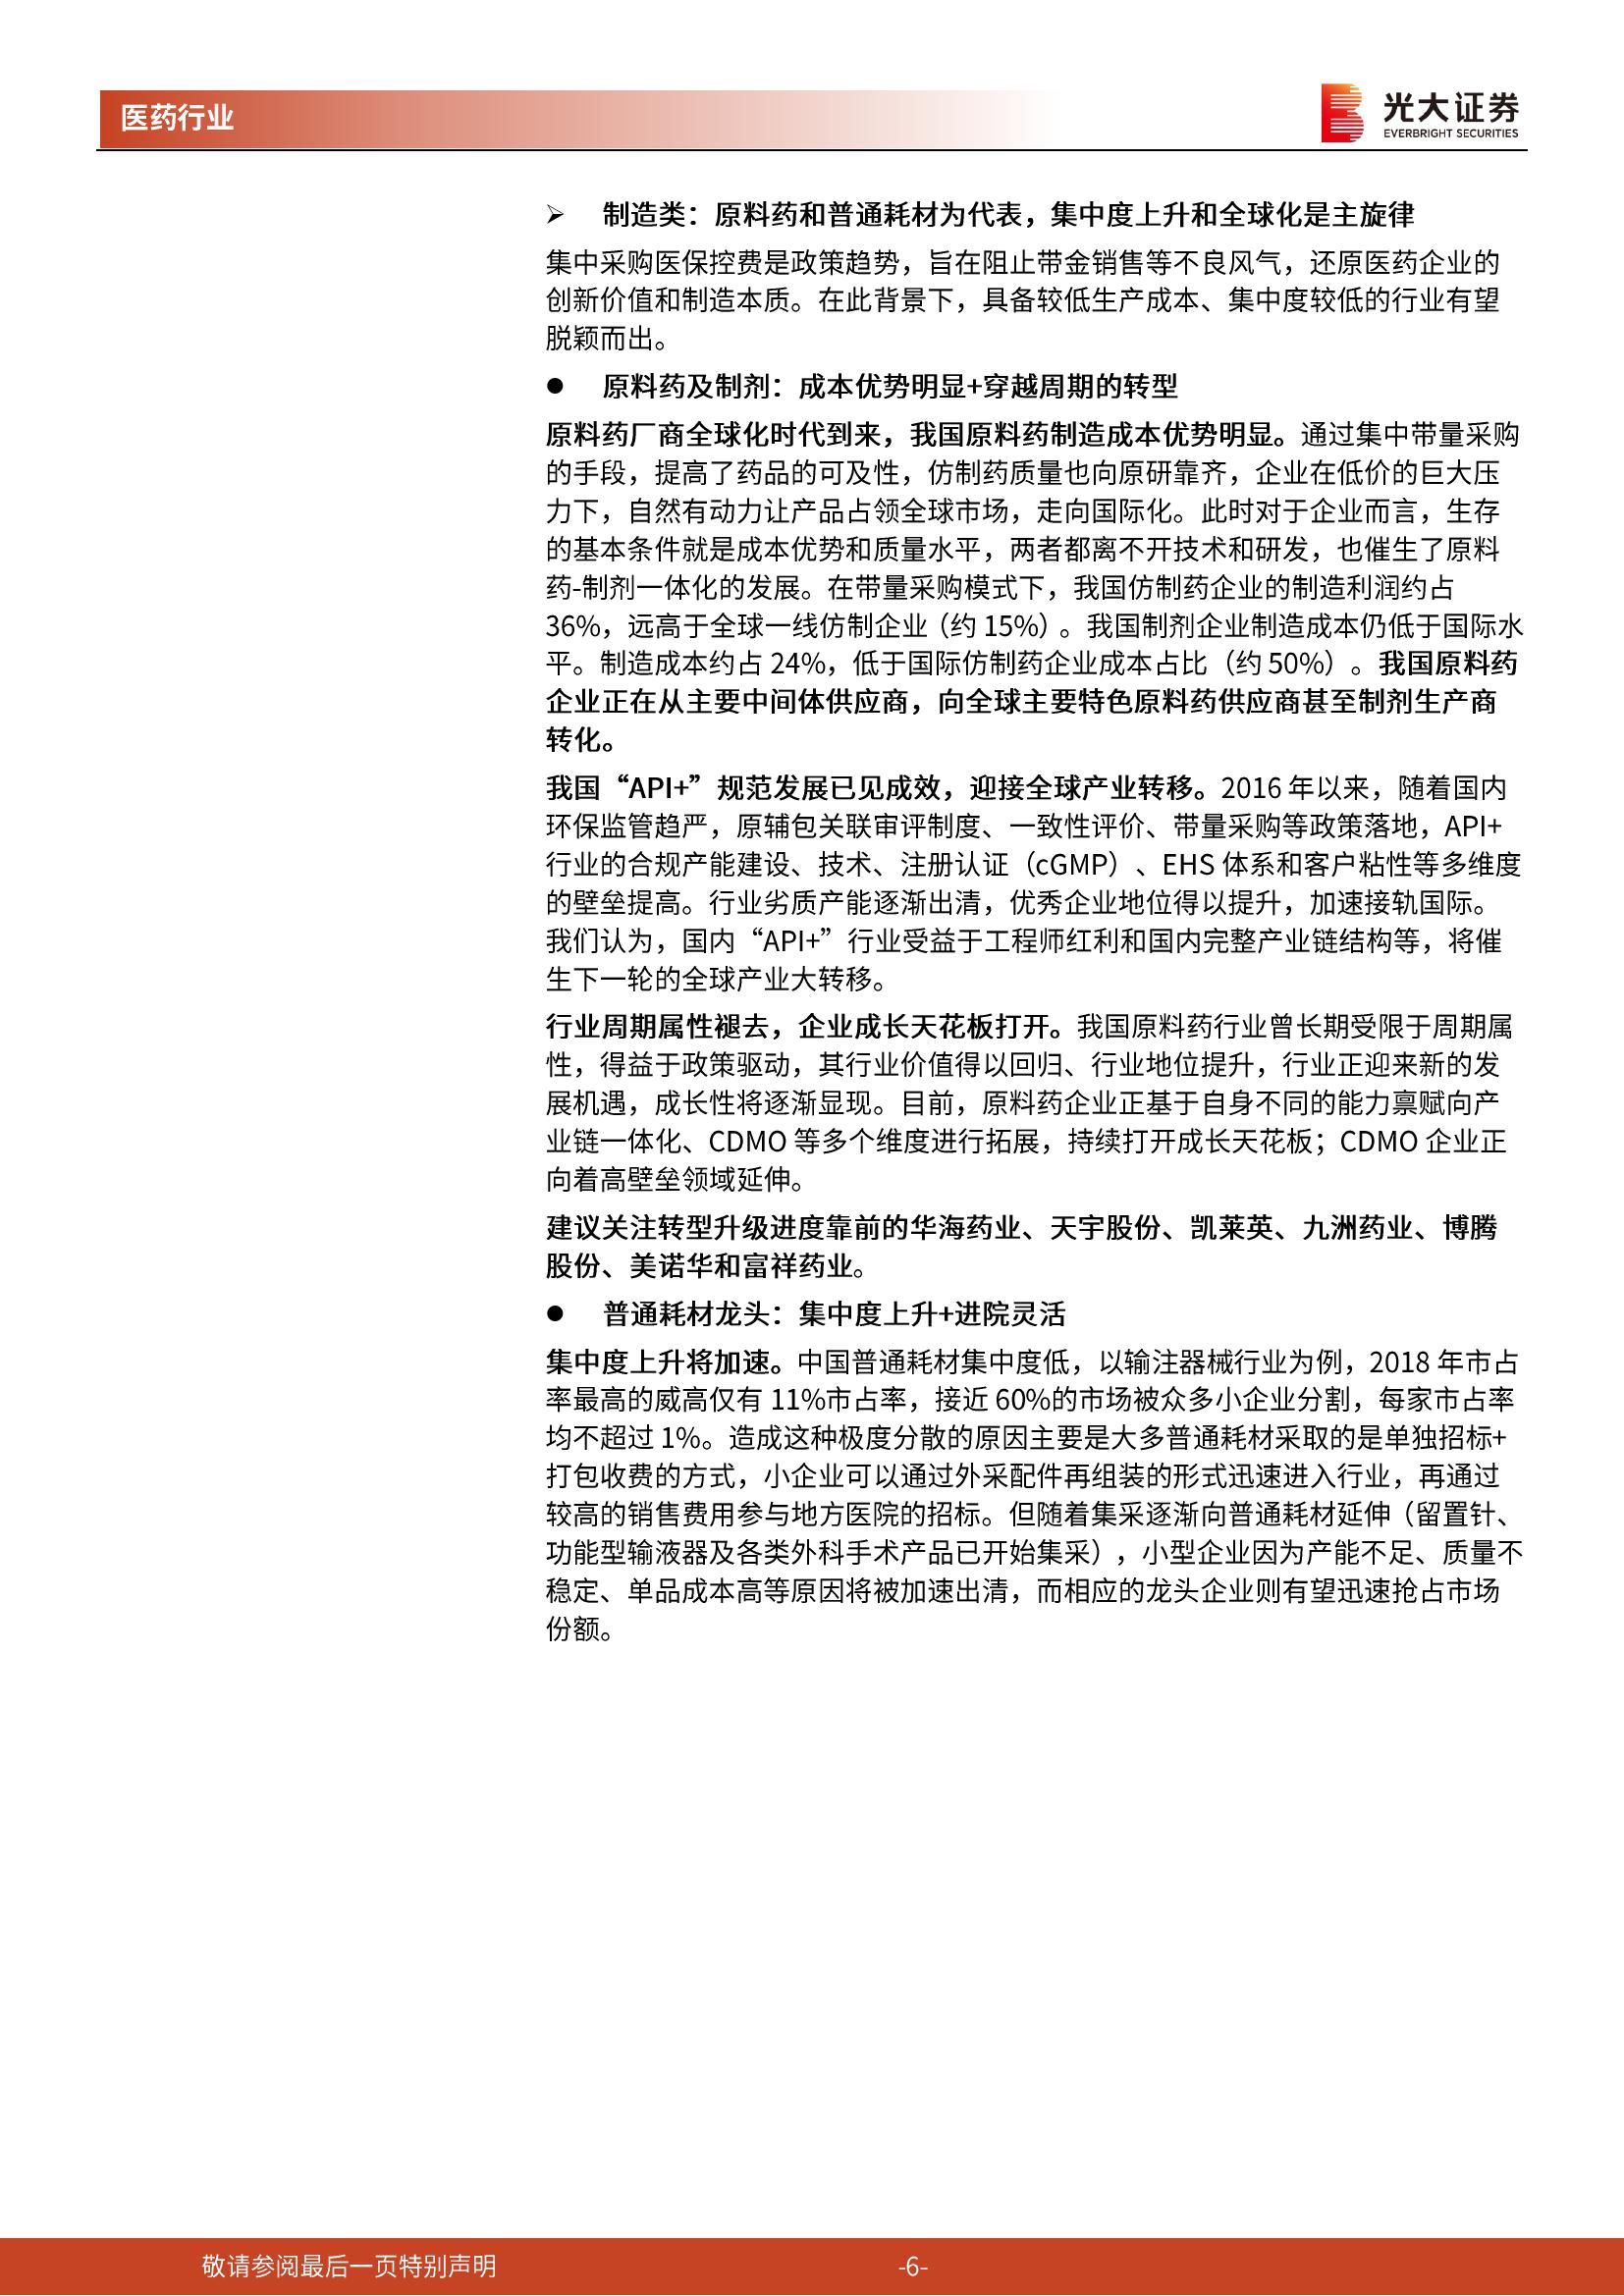 医药行业
光大证券
EVERBRIGHT SECURITIES
➢ 制造类：原料药和普通耗材为代表，集中度上升和全球化是主旋律
集中采购医保控费是政策趋势，旨在阻止带金销售等不良风气，还原医药企业的
创新价值和制造本质。在此背景下，具备较低生产成本、集中度较低的行业有望
脱颖而出。
● 原料药及制剂：成本优势明显+穿越周期的转型
原料药厂商全球化时代到来，我国原料药制造成本优势明显。通过集中带量采购
的手段，提高了药品的可及性，仿制药质量也向原研靠齐，企业在低价的巨大压
力下，自然有动力让产品占领全球市场，走向国际化。此时对于企业而言，生存
的基本条件就是成本优势和质量水平，两者都离不开技术和研发，也催生了原料
药-制剂一体化的发展。在带量采购模式下，我国仿制药企业的制造利润约占
36%，远高于全球一线仿制企业（约 15%）。我国制剂企业制造成本仍低于国际水
平。制造成本约占 24%，低于国际仿制药企业成本占比（约 50%）。我国原料药
企业正在从主要中间体供应商，向全球主要特色原料药供应商甚至制剂生产商
转化。
我国“API+”规范发展已见成效，迎接全球产业转移。2016 年以来，随着国内
环保监管趋严，原辅包关联审评制度、一致性评价、带量采购等政策落地，API+
行业的合规产能建设、技术、注册认证（cGMP）、EHS 体系和客户粘性等多维度
的壁垒提高。行业劣质产能逐渐出清，优秀企业地位得以提升，加速接轨国际。
我们认为，国内“API+”行业受益于工程师红利和国内完整产业链结构等，将催
生下一轮的全球产业大转移。
行业周期属性褪去，企业成长天花板打开。我国原料药行业曾长期受限于周期属
性，得益于政策驱动，其行业价值得以回归、行业地位提升，行业正迎来新的发
展机遇，成长性将逐渐显现。目前，原料药企业正基于自身不同的能力禀赋向产
业链一体化、CDMO 等多个维度进行拓展，持续打开成长天花板；CDMO 企业正
向着高壁垒领域延伸。
建议关注转型升级进度靠前的华海药业、天宇股份、凯莱英、九洲药业、博腾
股份、美诺华和富祥药业。
● 普通耗材龙头：集中度上升+进院灵活
集中度上升将加速。中国普通耗材集中度低，以输注器械行业为例，2018 年市占
率最高的威高仅有 11%市占率，接近 60%的市场被众多小企业分割，每家市占率
均不超过 1%。造成这种极度分散的原因主要是大多普通耗材采取的是单独招标+
打包收费的方式，小企业可以通过外采配件再组装的形式迅速进入行业，再通过
较高的销售费用参与地方医院的招标。但随着集采逐渐向普通耗材延伸（留置针、
功能型输液器及各类外科手术产品已开始集采），小型企业因为产能不足、质量不
稳定、单品成本高等原因将被加速出清，而相应的龙头企业则有望迅速抢占市场
份额。
敬请参阅最后一页特别声明
-6-